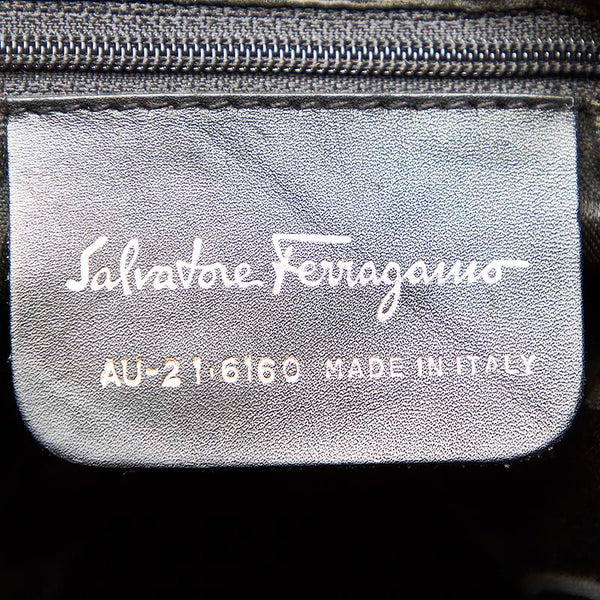 Salvatore Ferragamo
AU-21 6160 MADE IN ITALY